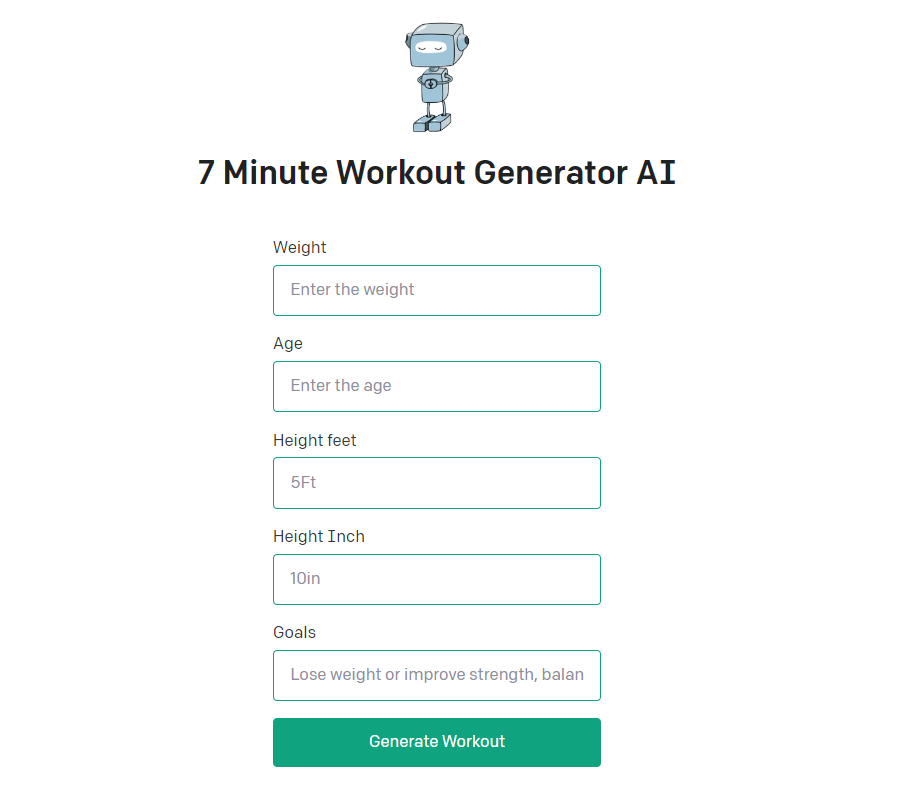 7 Minute Workout Generator AI
Weight
Enter the weight
Age
Enter the age
Height feet
5Ft
Height Inch
10in
Goals
Lose weight or improve strength, balan
Generate Workout